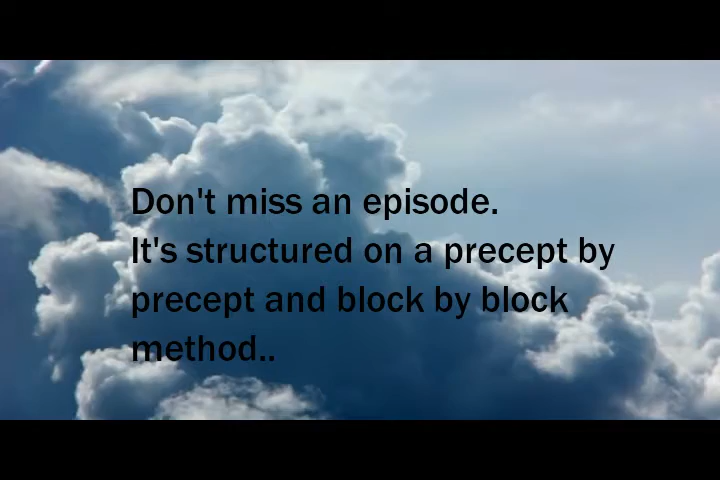 Don't miss an episode.
It's structured on a precept by
precept and block by block
method..